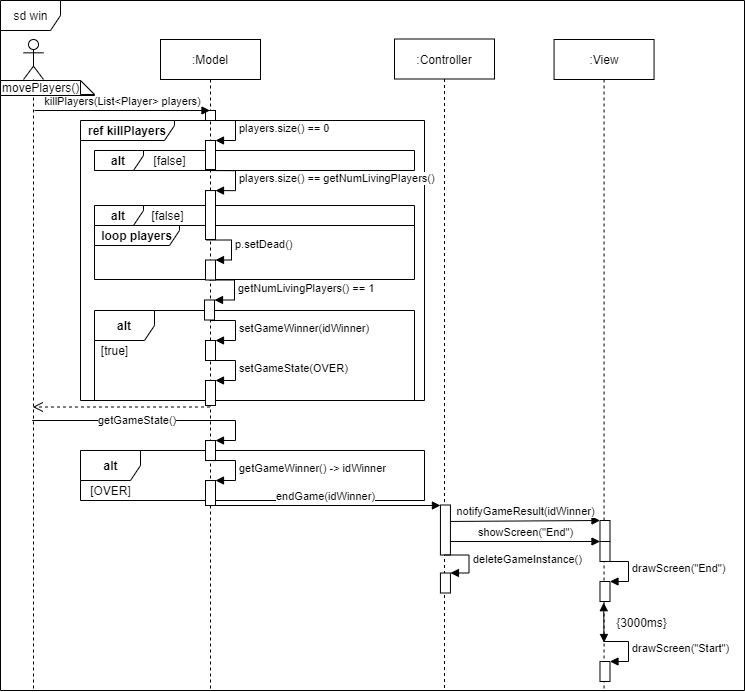 sd win
:Model
:Controller
:View
movePlayers()
killPlayers(List<Player> players)
ref killPlayers
players.size() == 0
alt
[false]
players.size() == getNumLivingPlayers()
alt
[false]
loop players
p.setDead()
getNumLivingPlayers() == 1
alt
setGameWinner(idWinner)
[true]
setGameState(OVER)
getGameState()
alt
getGameWinner() -> idWinner
[OVER]
endGame(idWinner)
notifyGameResult(idWinner)
showScreen("End")
deleteGameInstance()
drawScreen("End")
{3000ms}
drawScreen("Start")